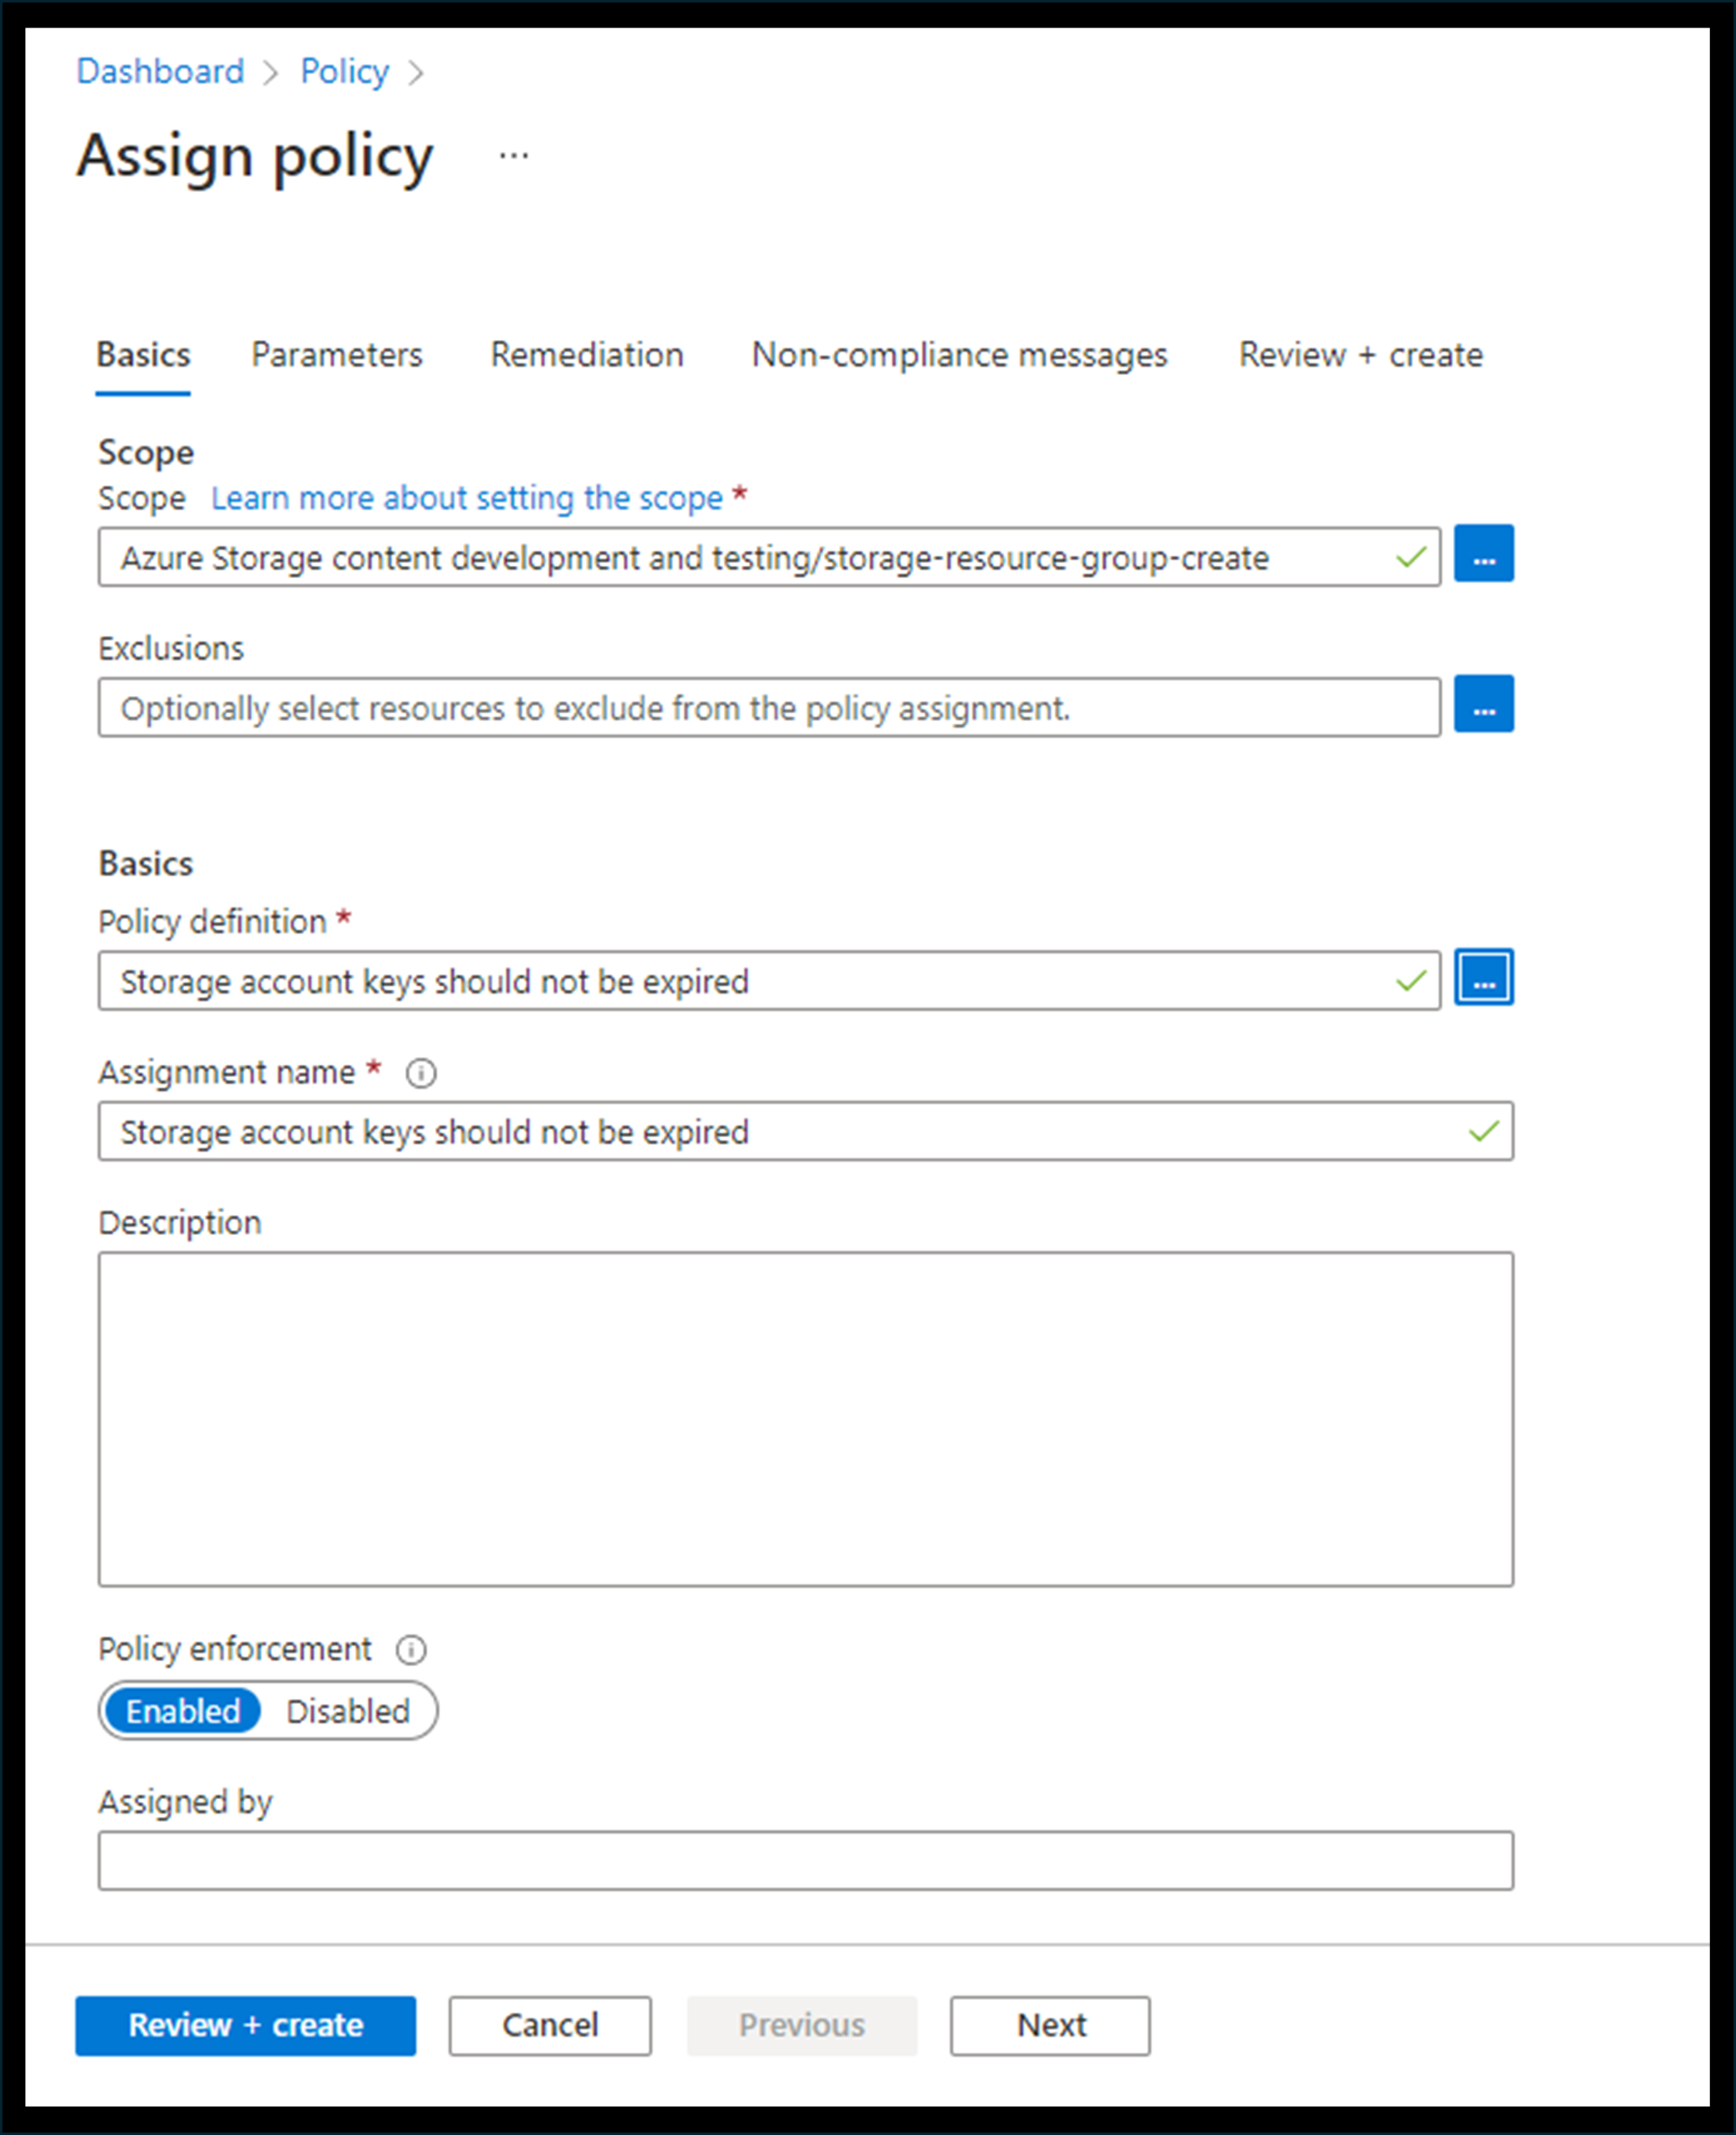 Dashboard > Policy >
Assign policy ...
Basics Parameters Remediation Non-compliance messages Review + create
Scope
Scope Learn more about setting the scope *
Azure Storage content development and testing/storage-resource-group-create ...
Exclusions
Optionally select resources to exclude from the policy assignment. ...
Basics
Policy definition *
Storage account keys should not be expired ...
Assignment name *
Storage account keys should not be expired
Description
Policy enforcement
Enabled Disabled
Assigned by
Review + create Cancel Previous Next